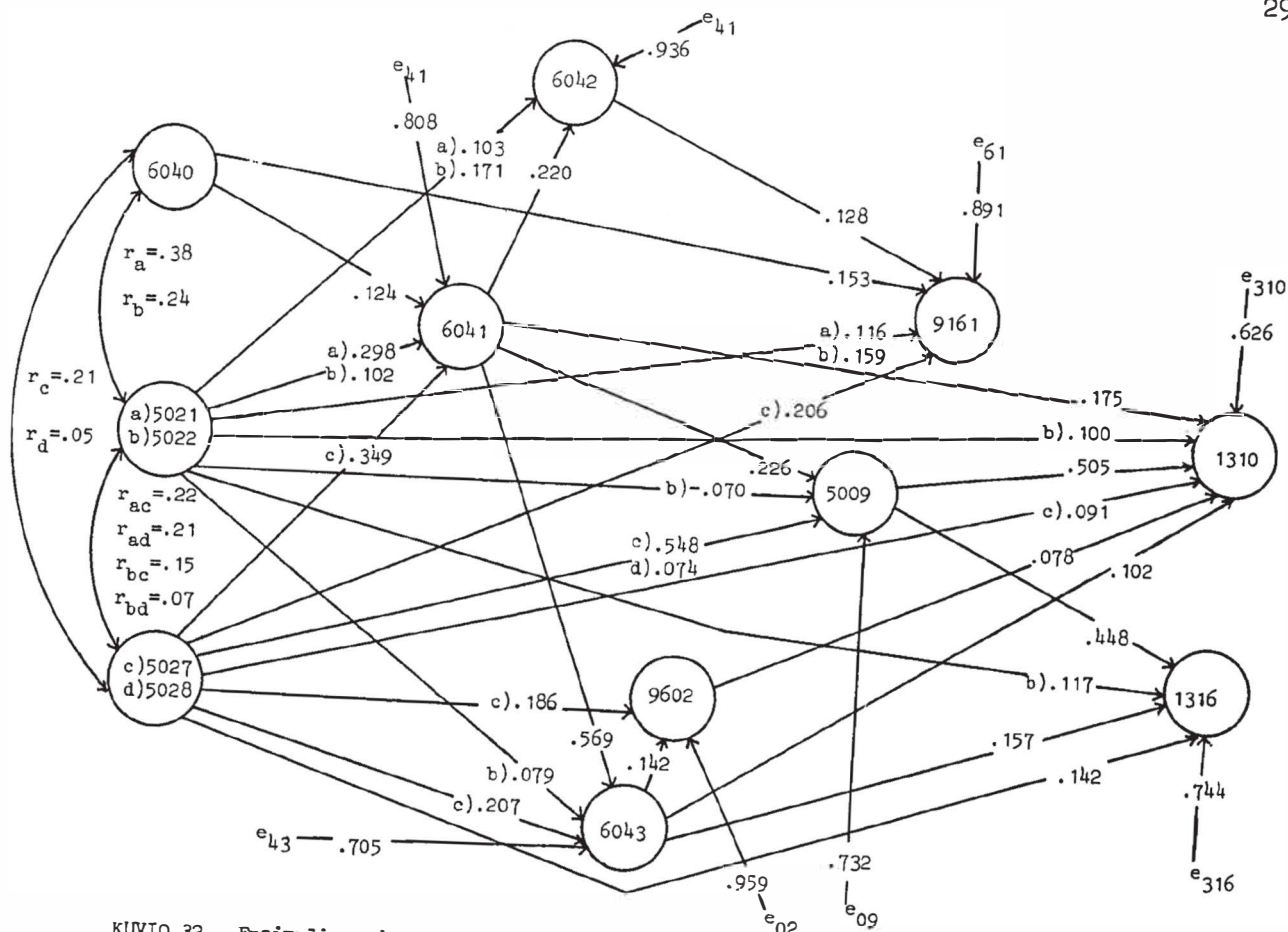 29
e41
.936
6042
e41
.808
a).103
b).171
.220
6040
e61
.891
.128
.153
ra=.38
rb=.24
.124
6041
9161
e310
.626
a).116
b).159
a).298
b).102
rc=.21
rd=.05
a)5021
b)5022
c).206
.175
b).100
1310
c).349
.226
.505
b)-.070
5009
c).091
rac=.22
rad=.21
rbc=.15
rbd=.07
c).548
d).074
.078
.102
.448
c)5027
d)5028
c).186
9602
b).117
1316
.569
.142
.157
.142
b).079
c).207
.744
6043
e43
.705
.732
.959
e316
e02
e09
KUVIO 32